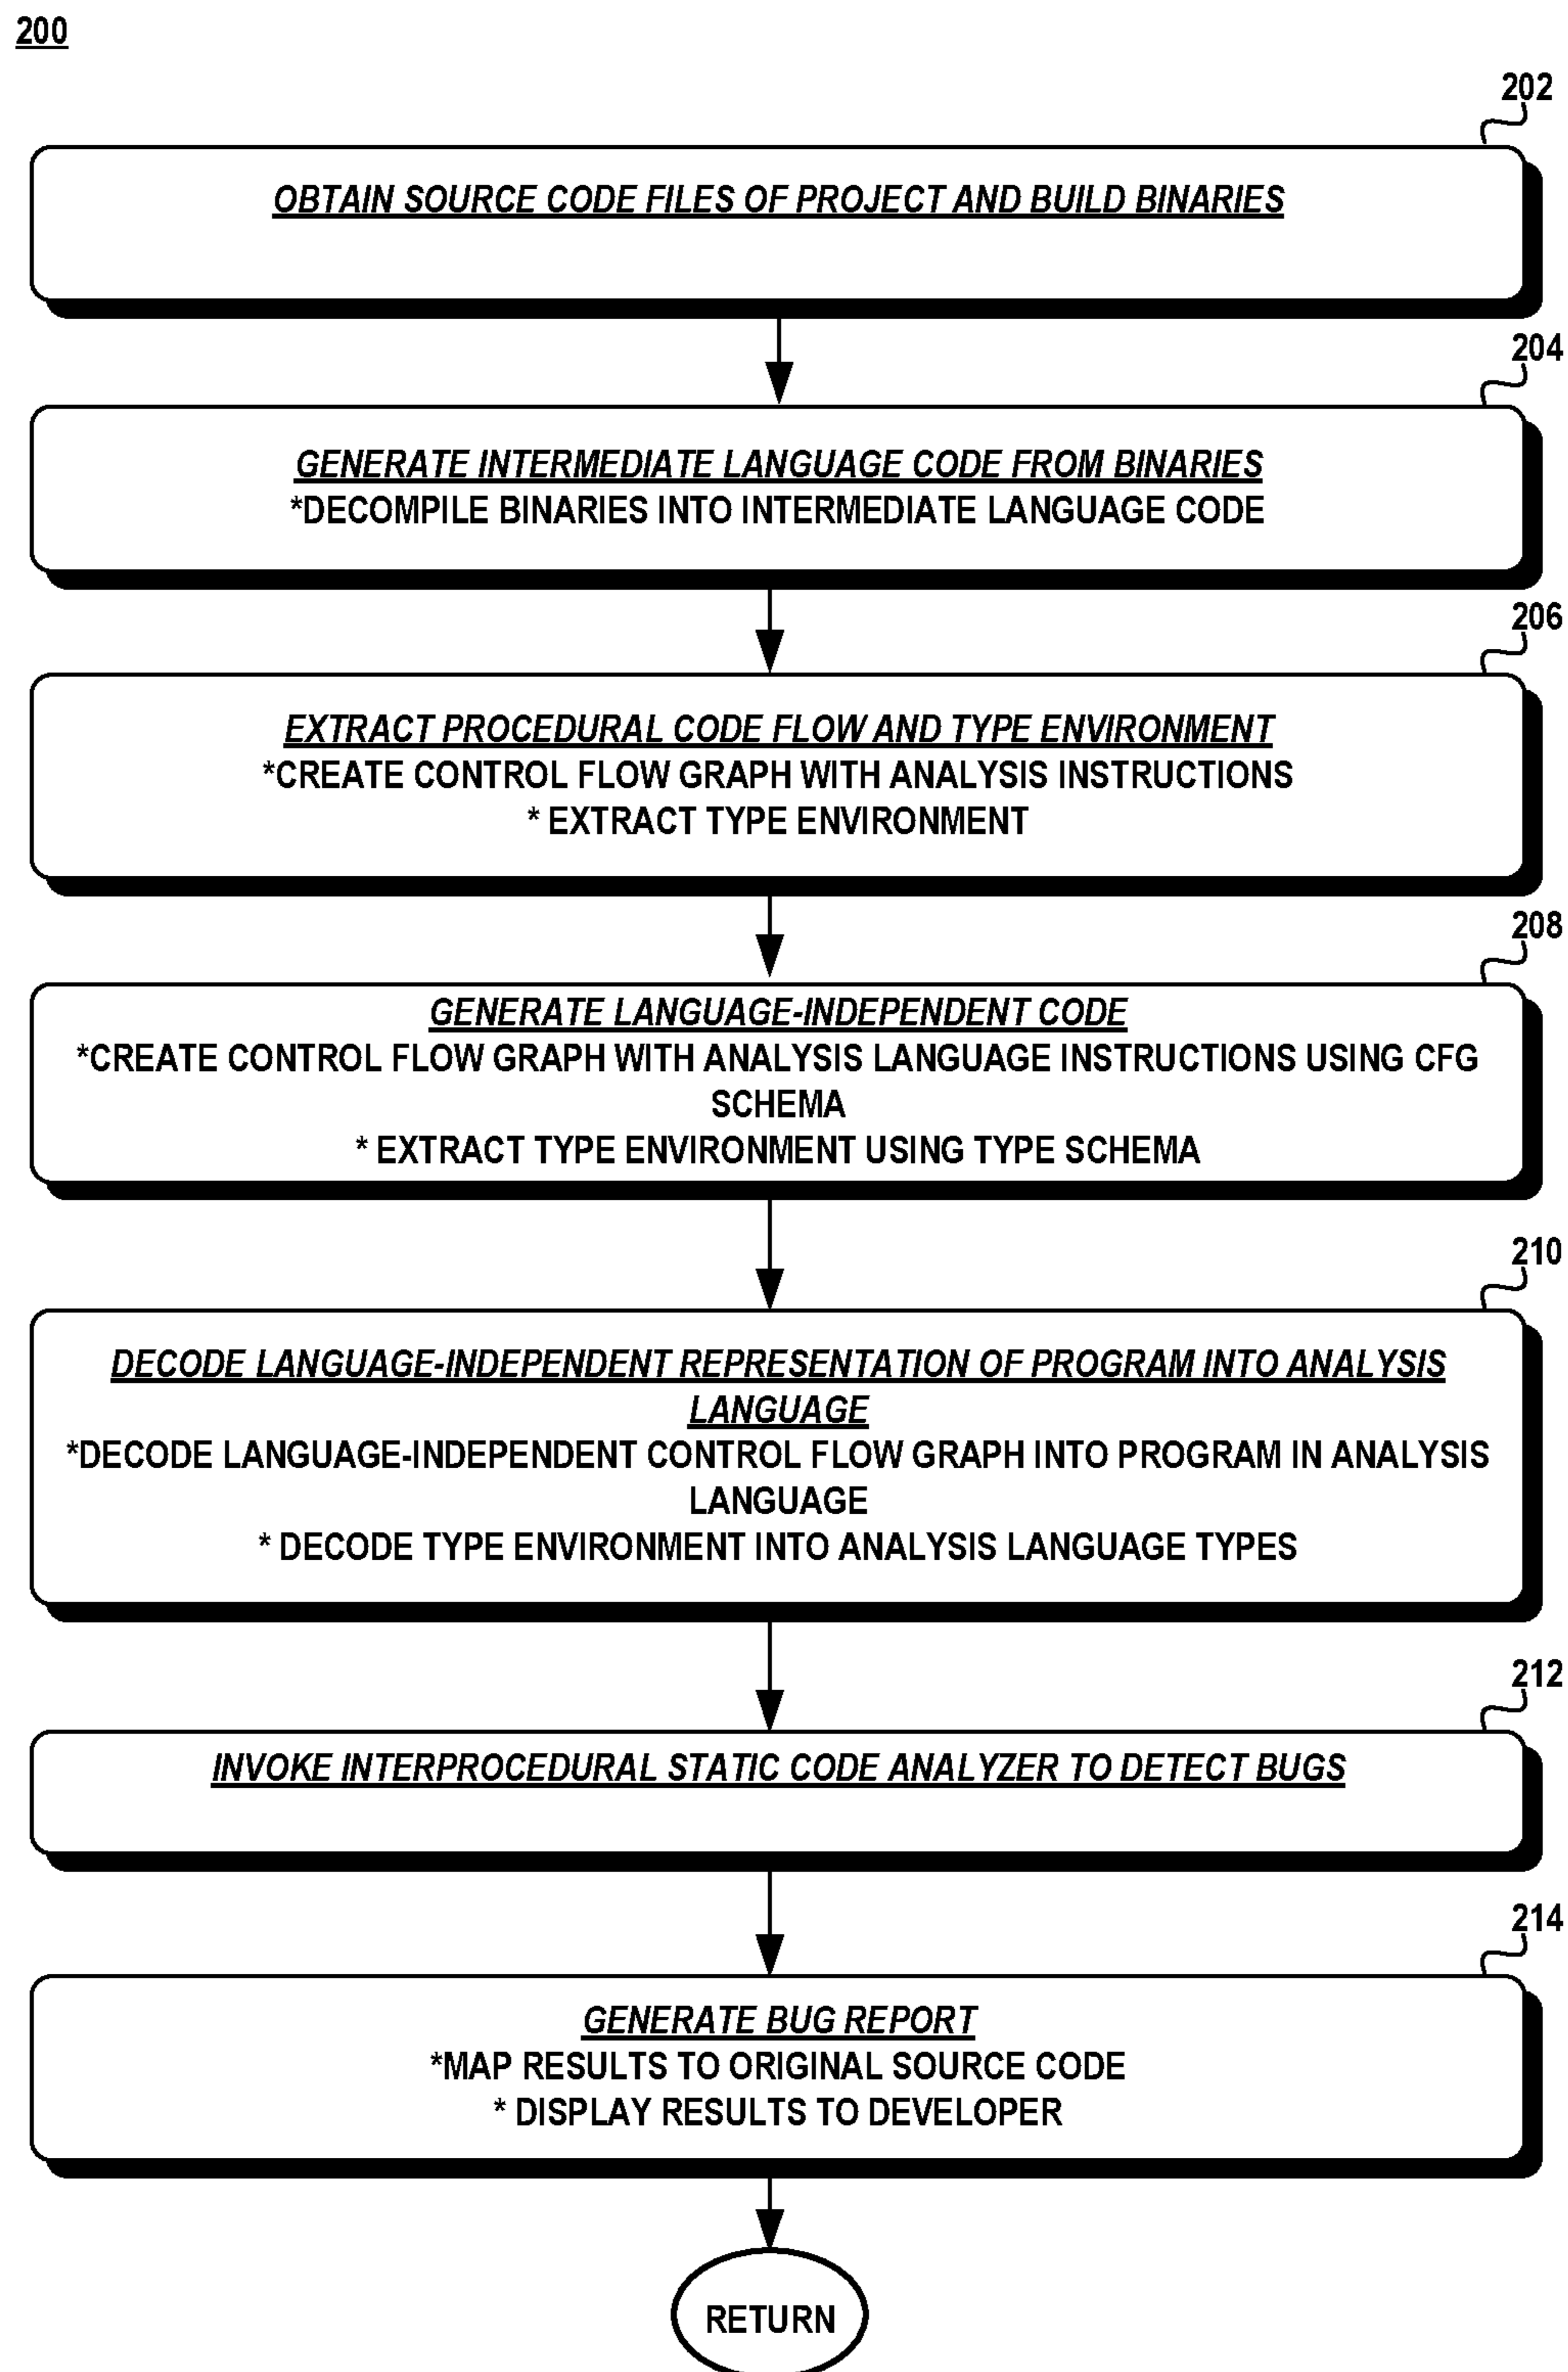 200
202
OBTAIN SOURCE CODE FILES OF PROJECT AND BUILD BINARIES
204
GENERATE INTERMEDIATE LANGUAGE CODE FROM BINARIES
*DECOMPILE BINARIES INTO INTERMEDIATE LANGUAGE CODE
206
EXTRACT PROCEDURAL CODE FLOW AND TYPE ENVIRONMENT
*CREATE CONTROL FLOW GRAPH WITH ANALYSIS INSTRUCTIONS
* EXTRACT TYPE ENVIRONMENT
208
GENERATE LANGUAGE-INDEPENDENT CODE
*CREATE CONTROL FLOW GRAPH WITH ANALYSIS LANGUAGE INSTRUCTIONS USING CFG
SCHEMA
* EXTRACT TYPE ENVIRONMENT USING TYPE SCHEMA
210
DECODE LANGUAGE-INDEPENDENT REPRESENTATION OF PROGRAM INTO ANALYSIS
LANGUAGE
*DECODE LANGUAGE-INDEPENDENT CONTROL FLOW GRAPH INTO PROGRAM IN ANALYSIS
LANGUAGE
* DECODE TYPE ENVIRONMENT INTO ANALYSIS LANGUAGE TYPES
212
INVOKE INTERPROCEDURAL STATIC CODE ANALYZER TO DETECT BUGS
214
GENERATE BUG REPORT
*MAP RESULTS TO ORIGINAL SOURCE CODE
* DISPLAY RESULTS TO DEVELOPER
RETURN